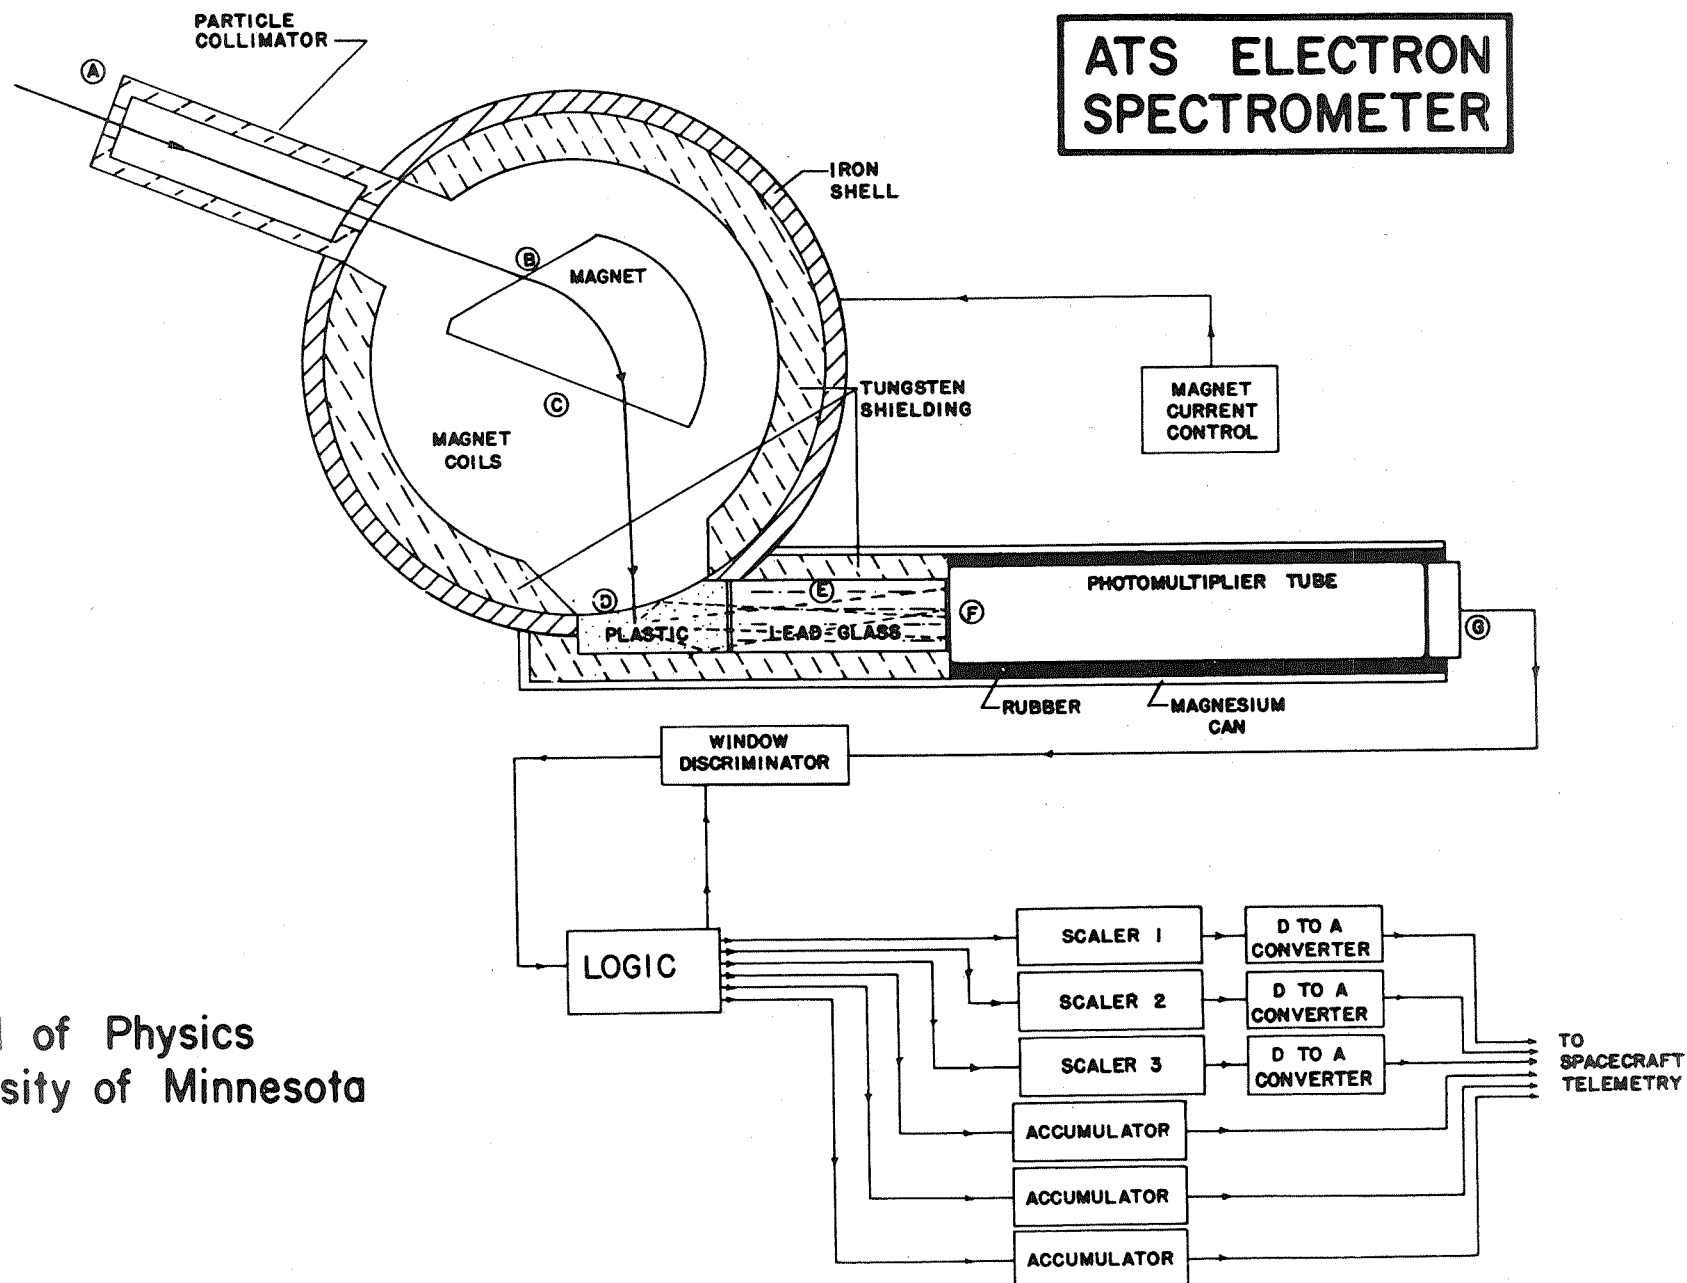 PARTICLE
COLLIMATOR
A
ATS ELECTRON
SPECTROMETER
IRON
SHELL
B
MAGNET
C
TUNGSTEN
SHIELDING
MAGNET
CURRENT
CONTROL
MAGNET
COILS
D
E
F
PHOTOMULTIPLIER TUBE
G
PLASTIC
LEAD GLASS
RUBBER
MAGNESIUM
CAN
WINDOW
DISCRIMINATOR
LOGIC
SCALER 1
D TO A
CONVERTER
SCALER 2
D TO A
CONVERTER
SCALER 3
D TO A
CONVERTER
ACCUMULATOR
ACCUMULATOR
ACCUMULATOR
TO
SPACECRAFT
TELEMETRY
of Physics
sity of Minnesota